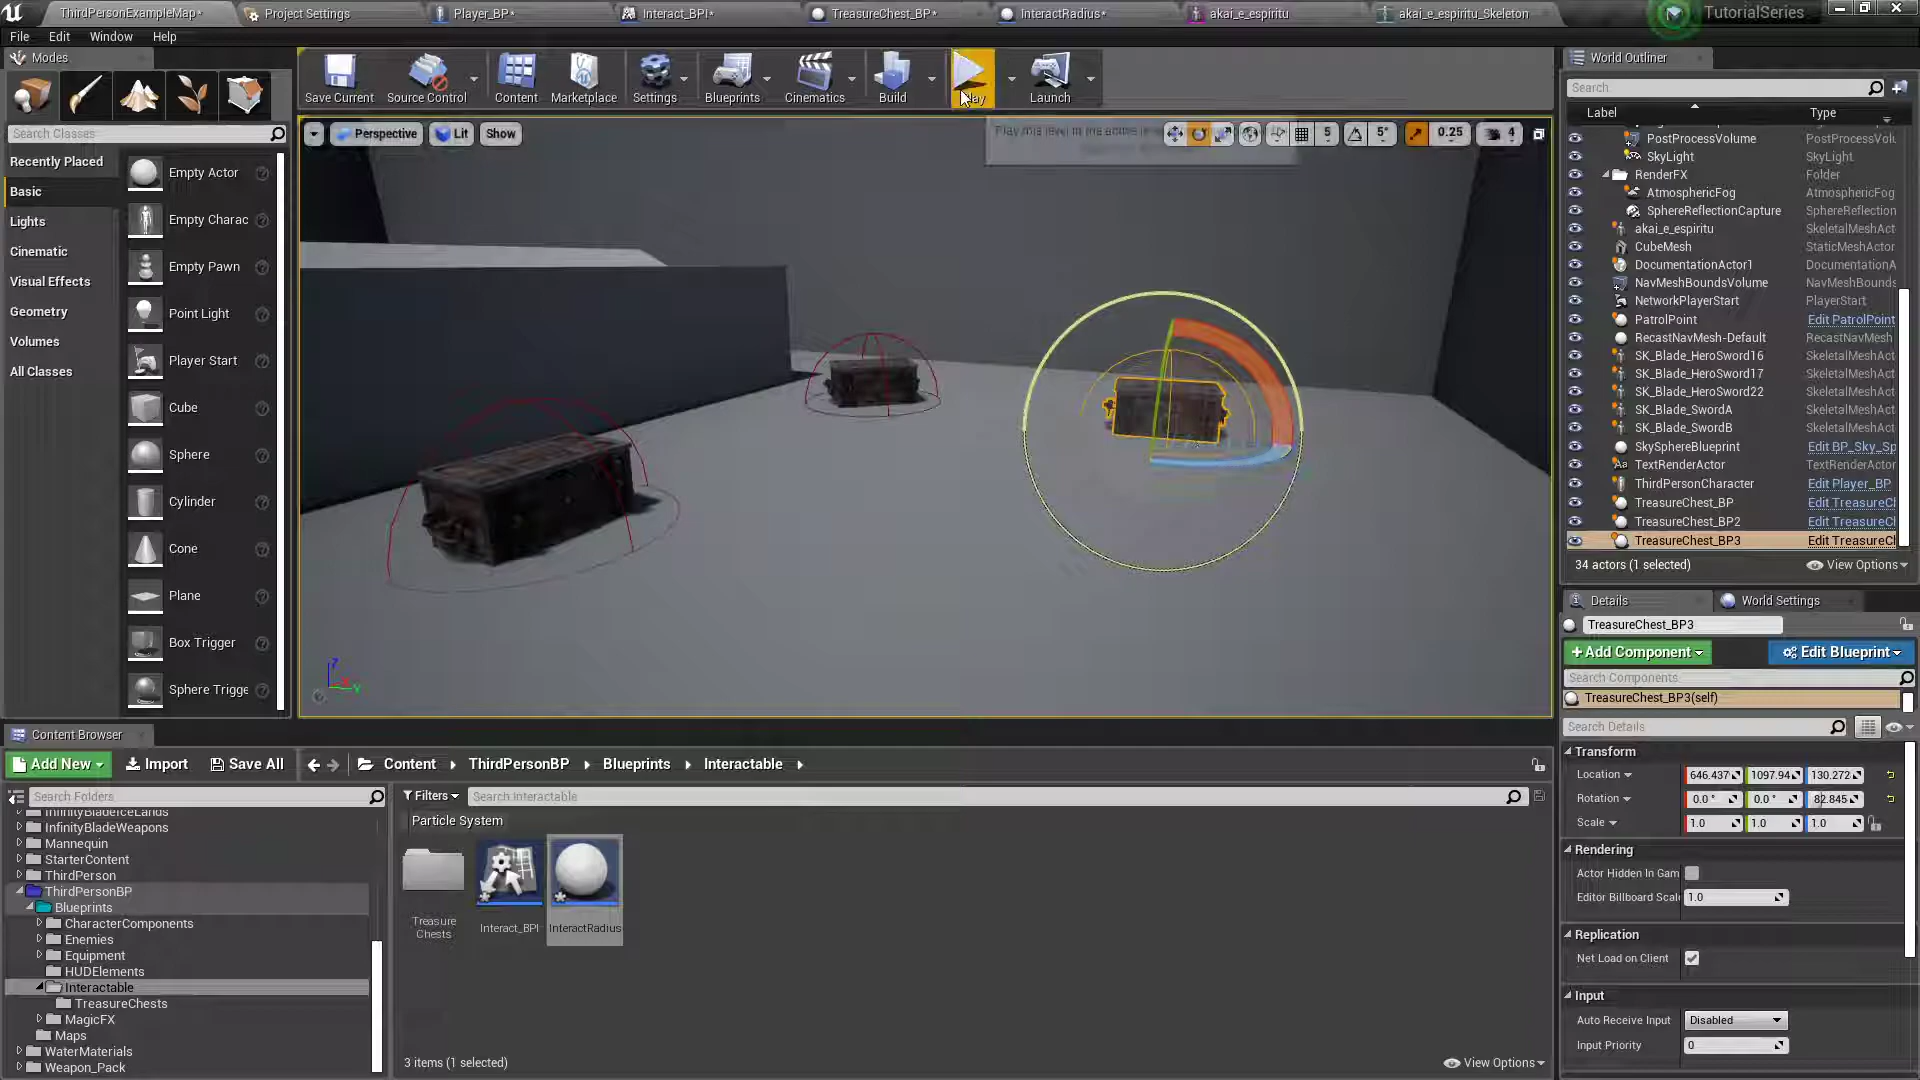 ThirdPersonExampleMap*
Project Settings
Player_BP*
Interact_BPI*
TreasureChest_BP*
InteractRadius*
akai_e_espiritu
akai_e_espiritu_Skeleton
TutorialSeries
File
Edit
Window
Help
Modes
Save Current
Source Control
Content
Marketplace
Settings
Blueprints
Cinematics
Build
Launch
Search Classes
Recently Placed
Basic
Lights
Cinematic
Visual Effects
Geometry
Volumes
All Classes
Empty Actor
Empty Charac
Empty Pawn
Point Light
Player Start
Cube
Sphere
Cylinder
Cone
Plane
Box Trigger
Sphere Trigge
Perspective
Lit
Show
5
5°
0.25
4
World Outliner
Search
Label
Type
PostProcessVolume
PostProcessVolu
SkyLight
SkyLight
RenderFX
Folder
AtmosphericFog
AtmosphericFog
SphereReflectionCapture
SphereReflection
akai_e_espiritu
SkeletalMeshAct
CubeMesh
StaticMeshActor
DocumentationActor1
DocumentationA
NavMeshBoundsVolume
NavMeshBounds
NetworkPlayerStart
PlayerStart
PatrolPoint
Edit PatrolPoint
RecastNavMesh-Default
RecastNavMesh
SK_Blade_HeroSword16
SkeletalMeshAct
SK_Blade_HeroSword17
SkeletalMeshAct
SK_Blade_HeroSword22
SkeletalMeshAct
SK_Blade_SwordA
SkeletalMeshAct
SK_Blade_SwordB
SkeletalMeshAct
SkySphereBlueprint
Edit BP_Sky_Sp
TextRenderActor
TextRenderActor
ThirdPersonCharacter
Edit Player_BP
TreasureChest_BP
Edit TreasureCh
TreasureChest_BP2
Edit TreasureCh
TreasureChest_BP3
Edit TreasureCh
34 actors (1 selected)
View Options
Details
World Settings
TreasureChest_BP3
Add Component
Edit Blueprint
Search Components
TreasureChest_BP3(self)
Search Details
Transform
Location
646.437
1097.94
130.272
Rotation
0.0 °
0.0 °
82.845
Scale
1.0
1.0
1.0
Rendering
Actor Hidden In Gam
Editor Billboard Scale
1.0
Replication
Net Load on Client
Input
Auto Receive Input
Disabled
Input Priority
0
Content Browser
Add New
Import
Save All
Content
ThirdPersonBP
Blueprints
Interactable
Search Folders
Filters
Search Interactable
Particle System
InfinityBladeIceLands
InfinityBladeWeapons
Mannequin
StarterContent
ThirdPerson
ThirdPersonBP
Blueprints
CharacterComponents
Enemies
Equipment
HUDElements
Interactable
TreasureChests
MagicFX
Maps
WaterMaterials
Weapon_Pack
Treasure
Chests
Interact_BPI
InteractRadius
3 items (1 selected)
View Options